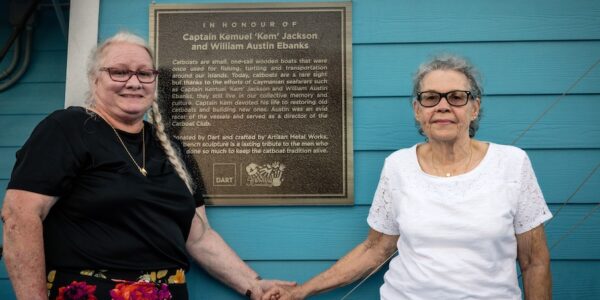 IN HONOUR OF
Captain Kemuel 'Kem' Jackson
and William Austin Ebanks
Catboats are small, one-sail wooden boats that were
once used for fishing, turtling and transportation
around our islands. Today, catboats are a rare sight
but thanks to the efforts of Caymanian seafarers such
as Captain Kemuel 'Kem' Jackson and William Austin
Ebanks, they still live in our collective memory and
culture. Captain Kem devoted his life to restoring old
catboats and building new ones. Austin was an avid
racer of the vessels and served as a director of the
Catboat Club.
Donated by Dart and crafted by Artisan Metal Works,
bench sculpture is a lasting tribute to the men who
done so much to keep the catboat tradition alive.
DART